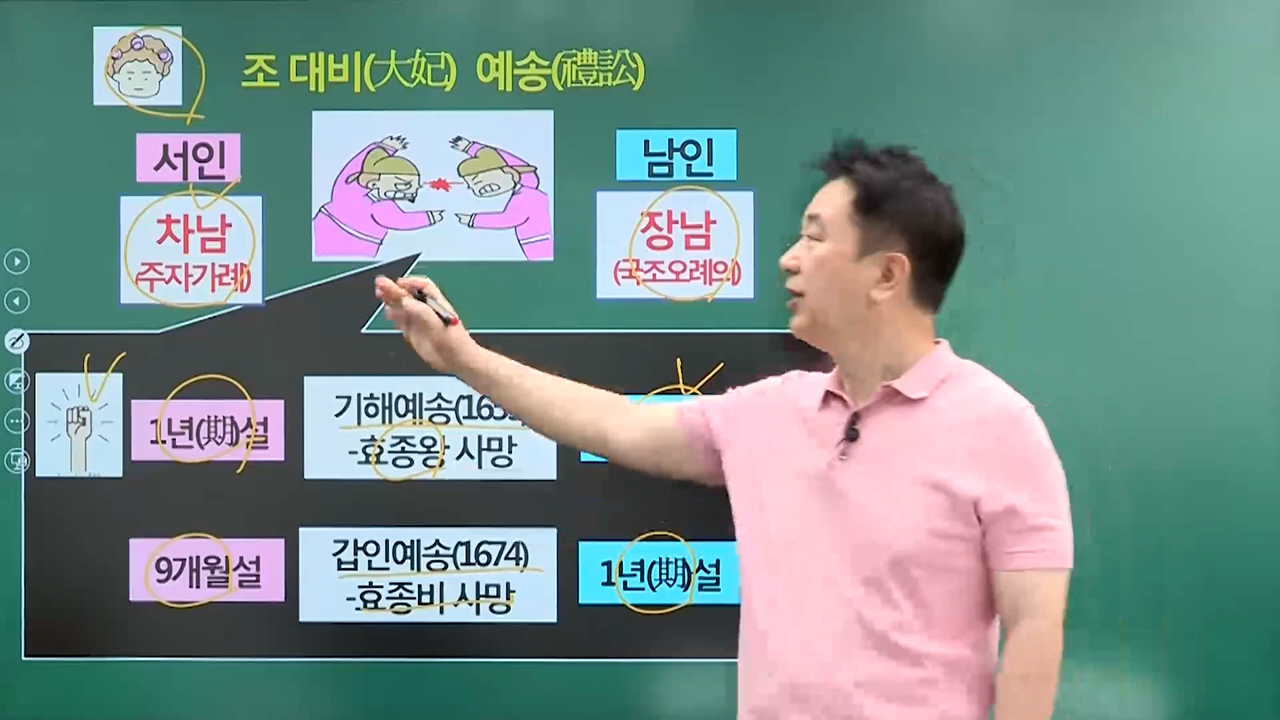 조 대비(大妃) 예송(禮訟)
서인
남인
차남
(주자가례)
장남
(국조오례의)
1년(期)설
기해예송(165
-효종왕 사망
9개월설
갑인예송(1674)
-효종비 사망
1년(期)설